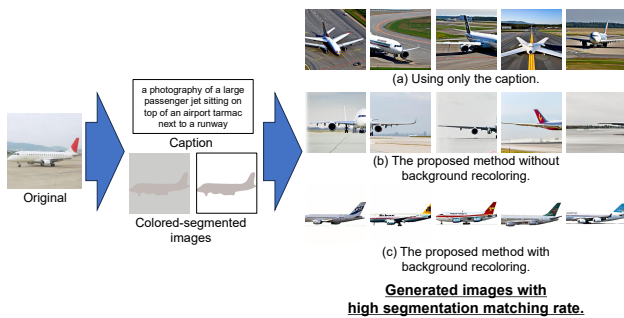 Original
a photography of a large
passenger jet sitting on
top of an airport tarmac
next to a runway
Caption
Colored-segmented
images
(a) Using only the caption.
(b) The proposed method without
background recoloring.
(c) The proposed method with
background recoloring.
Generated images with
high segmentation matching rate.